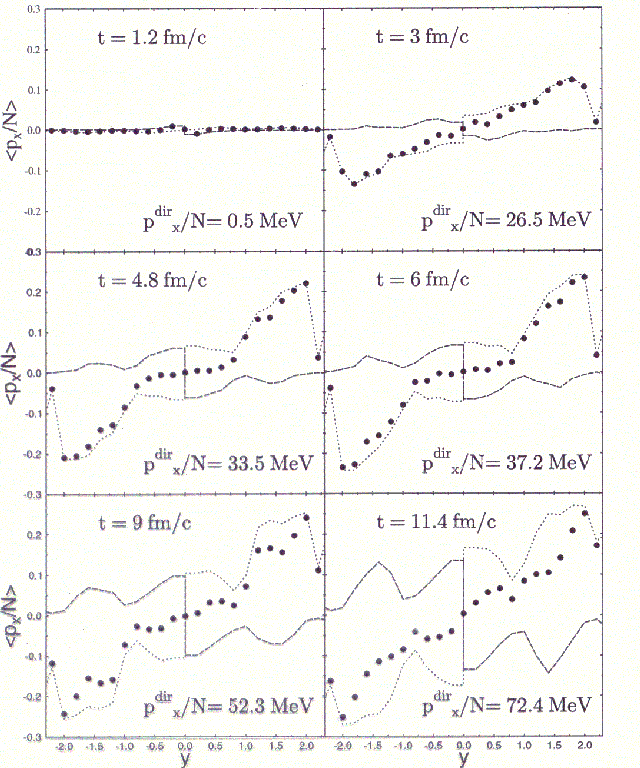 0.3
t = 1.2 fm/c
t = 3 fm/c
0.2
0.1
<p_x/N>
0.0
-0.1
-0.2
p^dir_x/N= 0.5 MeV
p^dir_x/N= 26.5 MeV
-0.3
t = 4.8 fm/c
t = 6 fm/c
0.2
0.1
<p_x/N>
0.0
-0.1
-0.2
p^dir_x/N= 33.5 MeV
p^dir_x/N= 37.2 MeV
-0.3
t = 9 fm/c
t = 11.4 fm/c
0.2
0.1
<p_x/N>
0.0
-0.1
-0.2
p^dir_x/N= 52.3 MeV
p^dir_x/N= 72.4 MeV
-0.3
-2.0 -1.5 -1.0 -0.5 0.0 0.5 1.0 1.5 2.0 -2.0 -1.5 -1.0 -0.5 0.0 0.5 1.0 1.5 2.0
y y